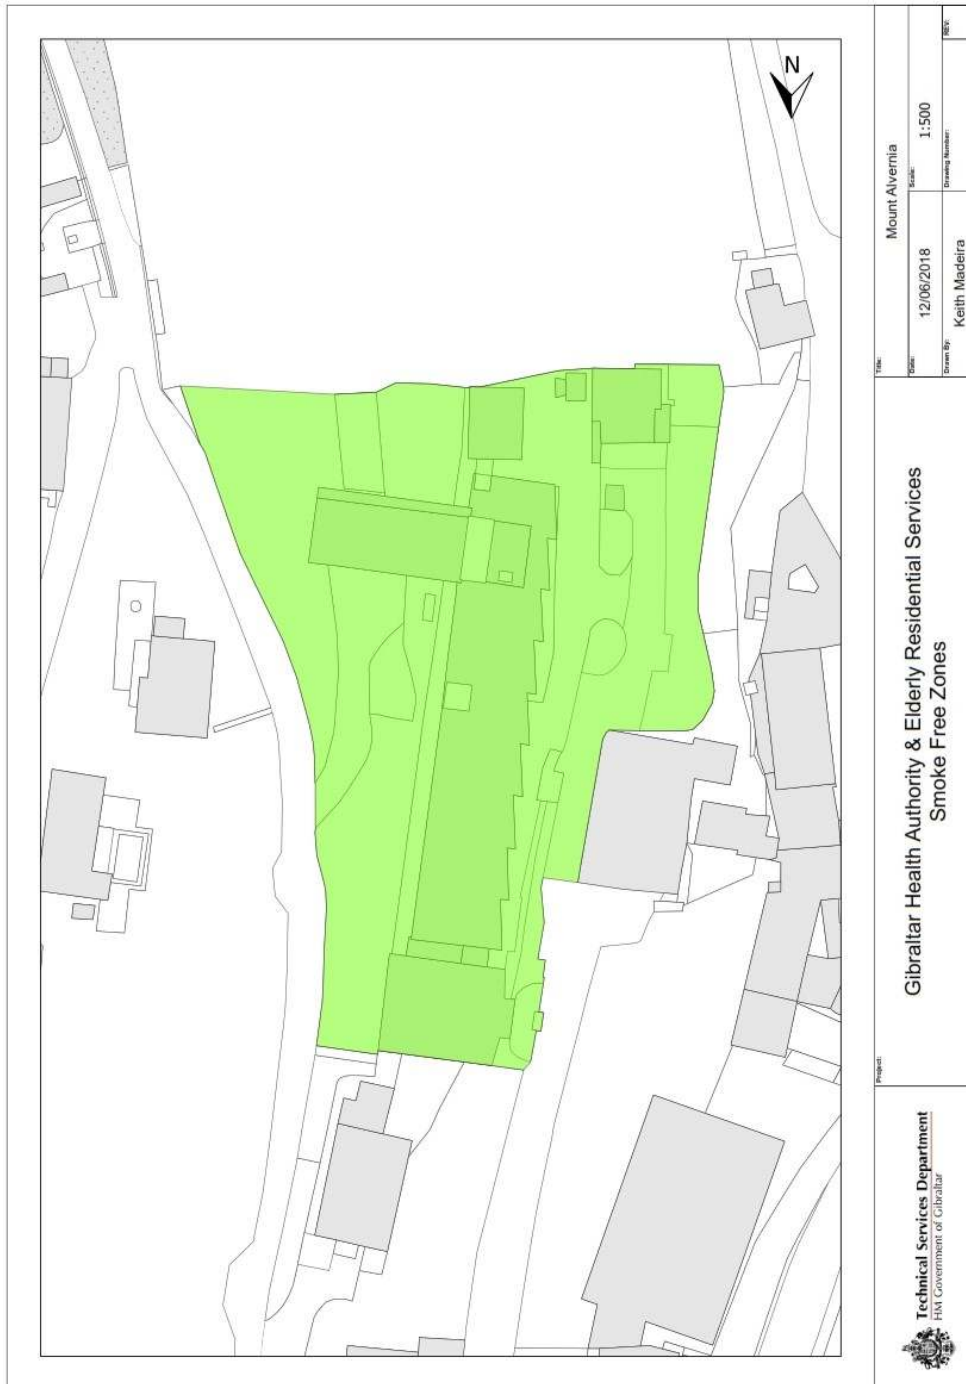 N
Technical Services Department
HM Government of Gibraltar
Project:
Gibraltar Health Authority & Elderly Residential Services
Smoke Free Zones
Title:
Mount Alvernia
Date:
12/06/2018
Scale:
1:500
Drawn By:
Keith Madeira
Drawing Number:
REV: